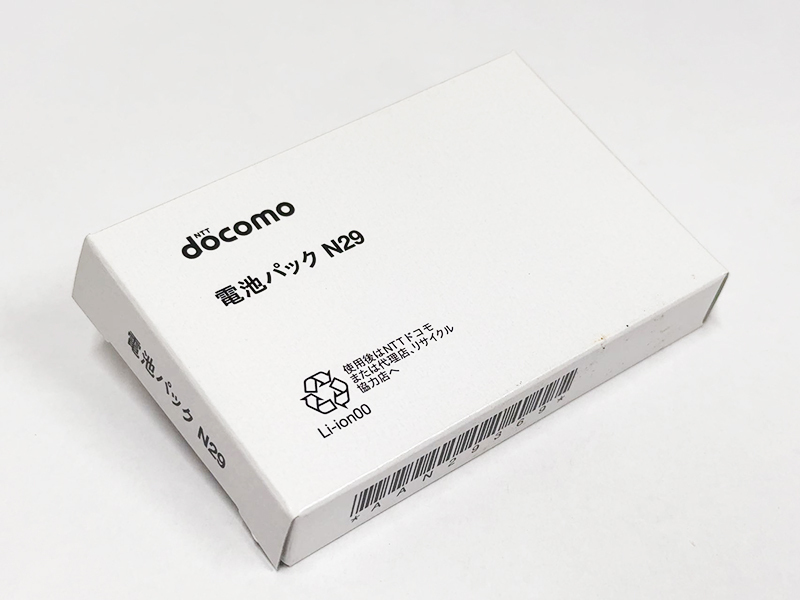 NTT
docomo
電池パック N29
使用後はNTTドコモ
または代理店、リサイクル
協力店へ
Li-ion00
電池パック N29
*AAN29369*